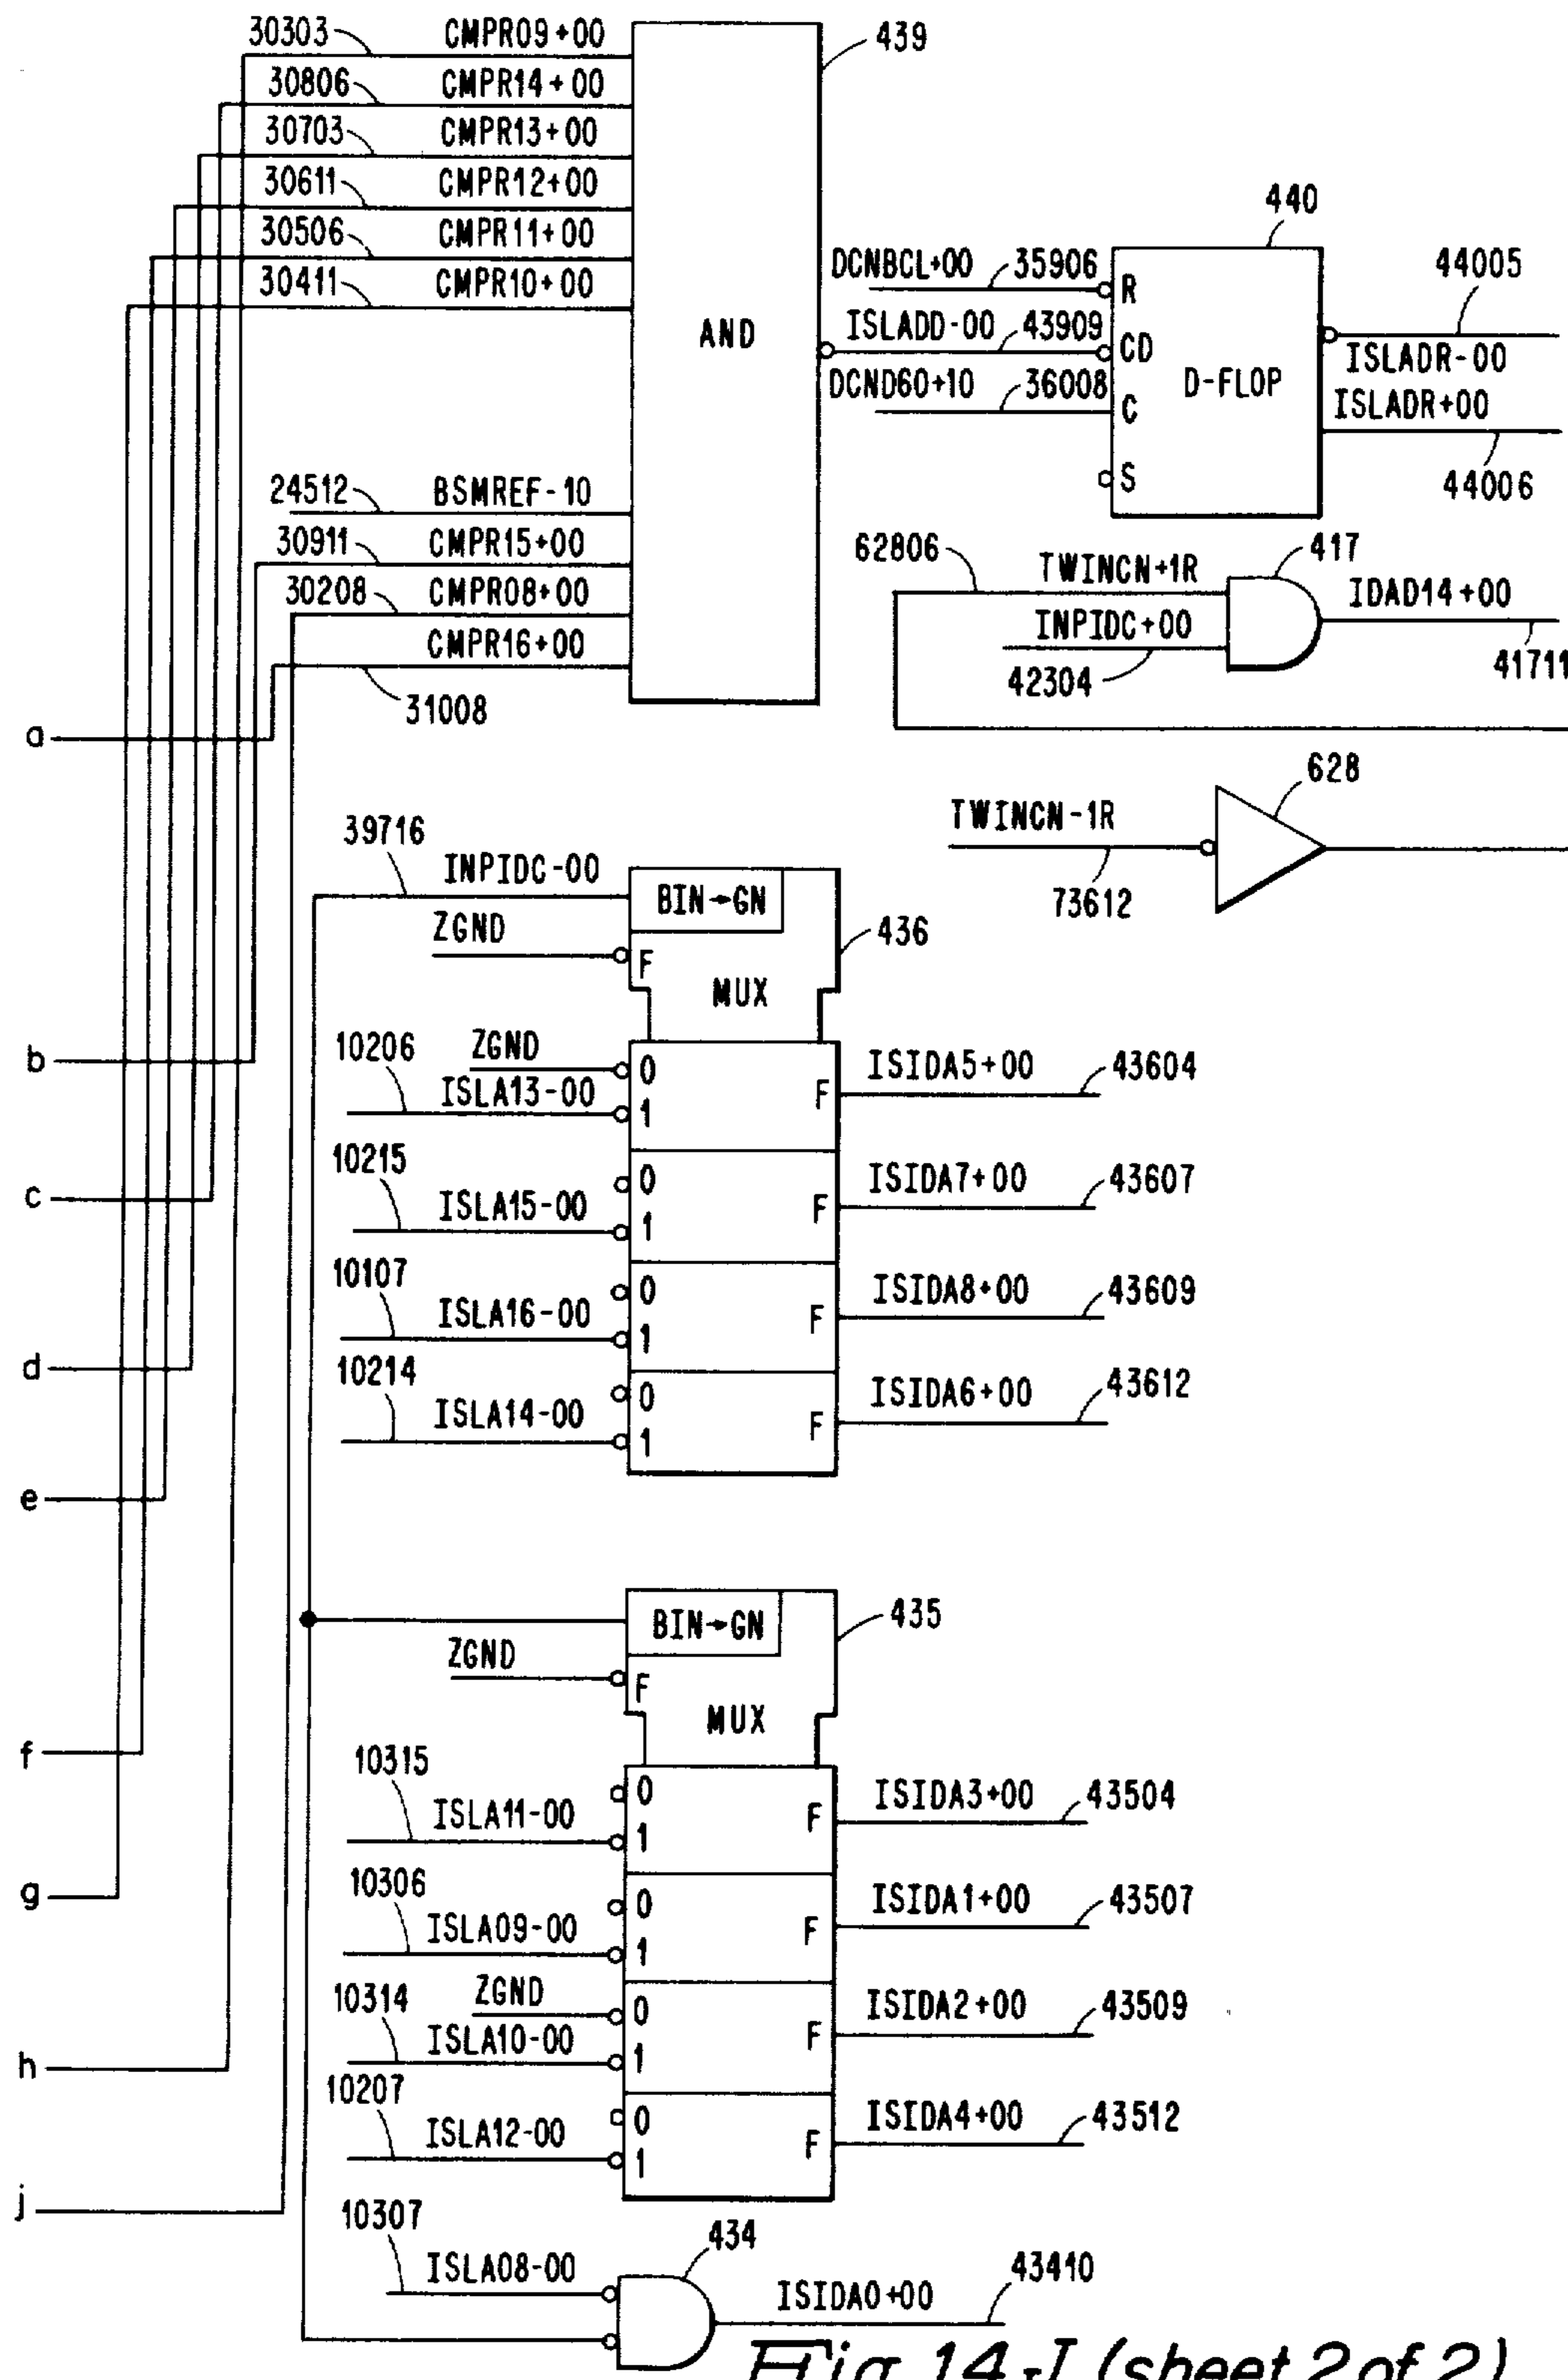 30303 CMPR09+00
439
30806 CMPR14+00
30703 CMPR13+00
30611 CMPR12+00
30506 CMPR11+00
30411 CMPR10+00
AND
440
DCNBCL+00 35906 R
ISLADD-00 43909 CD
DCND60+10 36008 C
S
D-FLOP
44005
ISLADR-00
ISLADR+00
44006
24512 BSMREF-10
30911 CMPR15+00
30208 CMPR08+00
CMPR16+00
31008
62806 TWINCN+1R 417
INPIDC+00 IDAD14+00
42304 41711
a
628
TWINCN-1R
73612
39716 INPIDC-00 BIN→GN
ZGND F 436
MUX
b
10206 ZGND 0 ISIDA5+00 43604
ISLA13-00 1 F
10215 0 ISIDA7+00 43607
c
ISLA15-00 1 F
10107 0 ISIDA8+00 43609
ISLA16-00 1 F
d
10214 0 ISIDA6+00 43612
ISLA14-00 1 F
e
BIN→GN 435
ZGND F
MUX
f
10315 0 ISIDA3+00 43504
ISLA11-00 1 F
g
10306 0 ISIDA1+00 43507
ISLA09-00 1 F
10314 ZGND 0 ISIDA2+00 43509
ISLA10-00 1 F
h
10207 0 ISIDA4+00 43512
ISLA12-00 1 F
j
10307 434
ISLA08-00 ISIDA0+00 43410
Fig. 14-I (sheet 2 of 2)